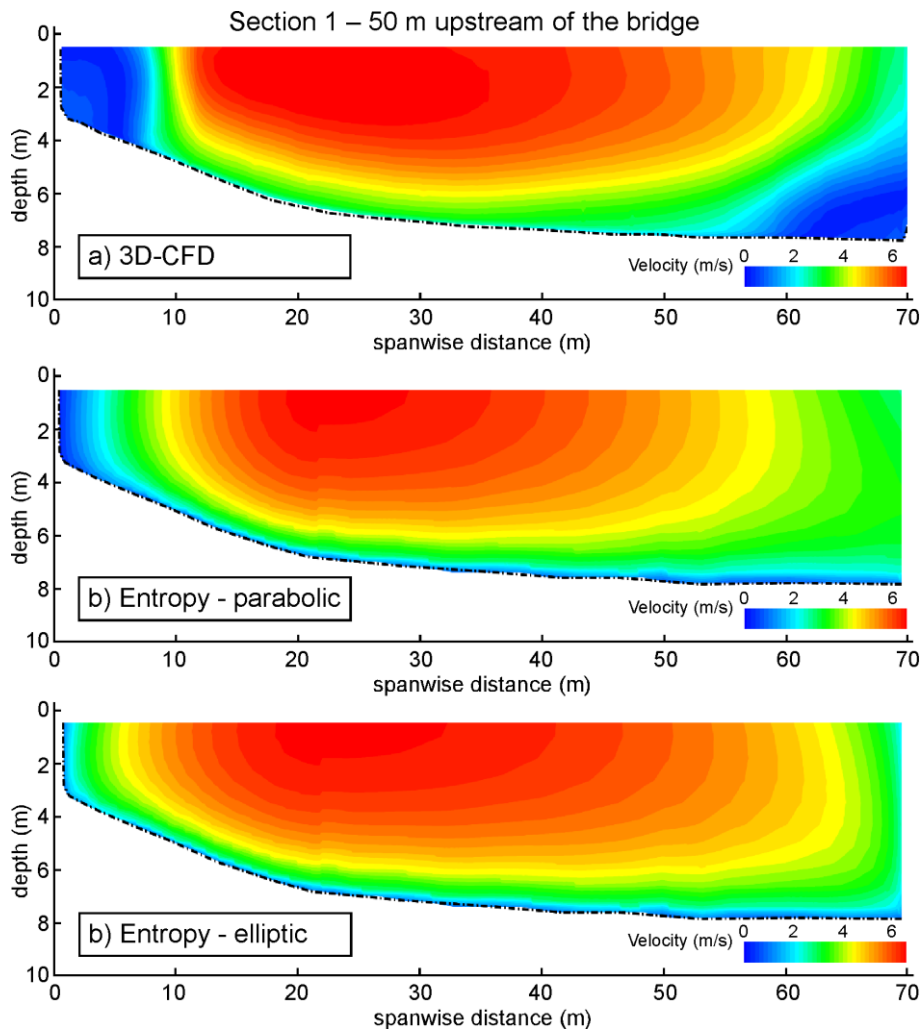 Section 1 – 50 m upstream of the bridge
0
2
4
6
8
10
depth (m)
a) 3D-CFD
Velocity (m/s)
0 2 4 6
0 10 20 30 40 50 60 70
spanwise distance (m)
0
2
4
6
8
10
depth (m)
b) Entropy - parabolic
Velocity (m/s)
0 2 4 6
0 10 20 30 40 50 60 70
spanwise distance (m)
0
2
4
6
8
10
depth (m)
b) Entropy - elliptic
Velocity (m/s)
0 2 4 6
0 10 20 30 40 50 60 70
spanwise distance (m)